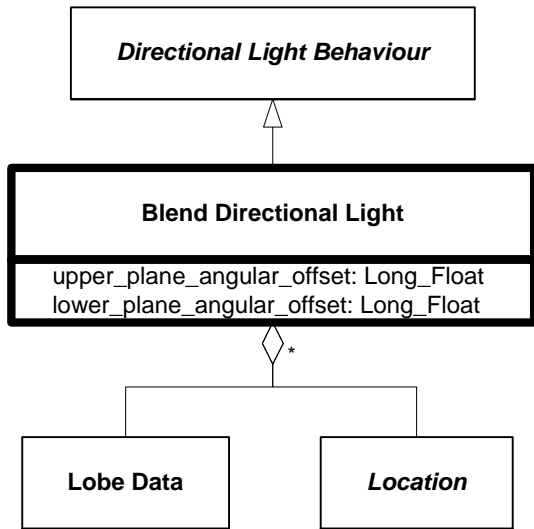 Directional Light Behaviour
Blend Directional Light
upper_plane_angular_offset: Long_Float
lower_plane_angular_offset: Long_Float
*
Lobe Data
Location